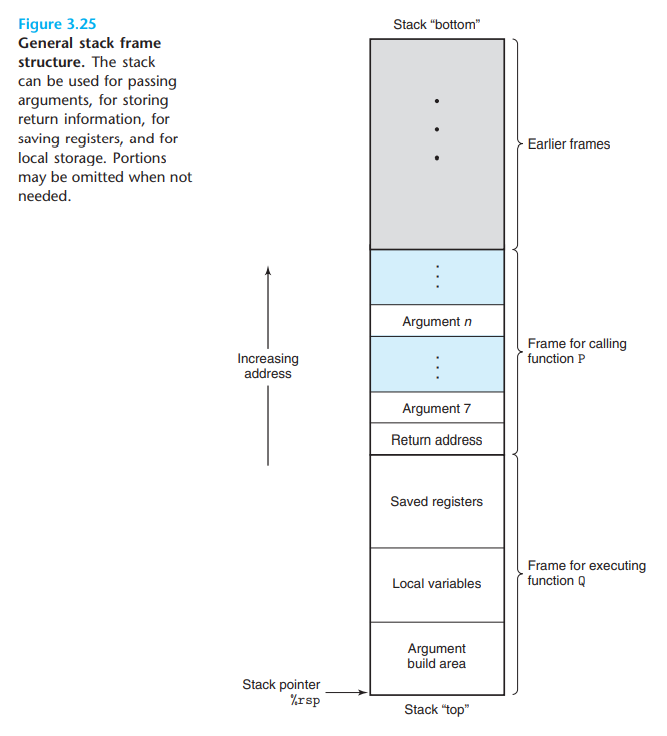 Figure 3.25
General stack frame
structure. The stack
can be used for passing
arguments, for storing
return information, for
saving registers, and for
local storage. Portions
may be omitted when not
needed.
Stack “bottom”
Earlier frames
Argument n
Frame for calling
function P
Increasing
address
Argument 7
Return address
Saved registers
Local variables
Frame for executing
function Q
Argument
build area
Stack pointer
%rsp
Stack “top”